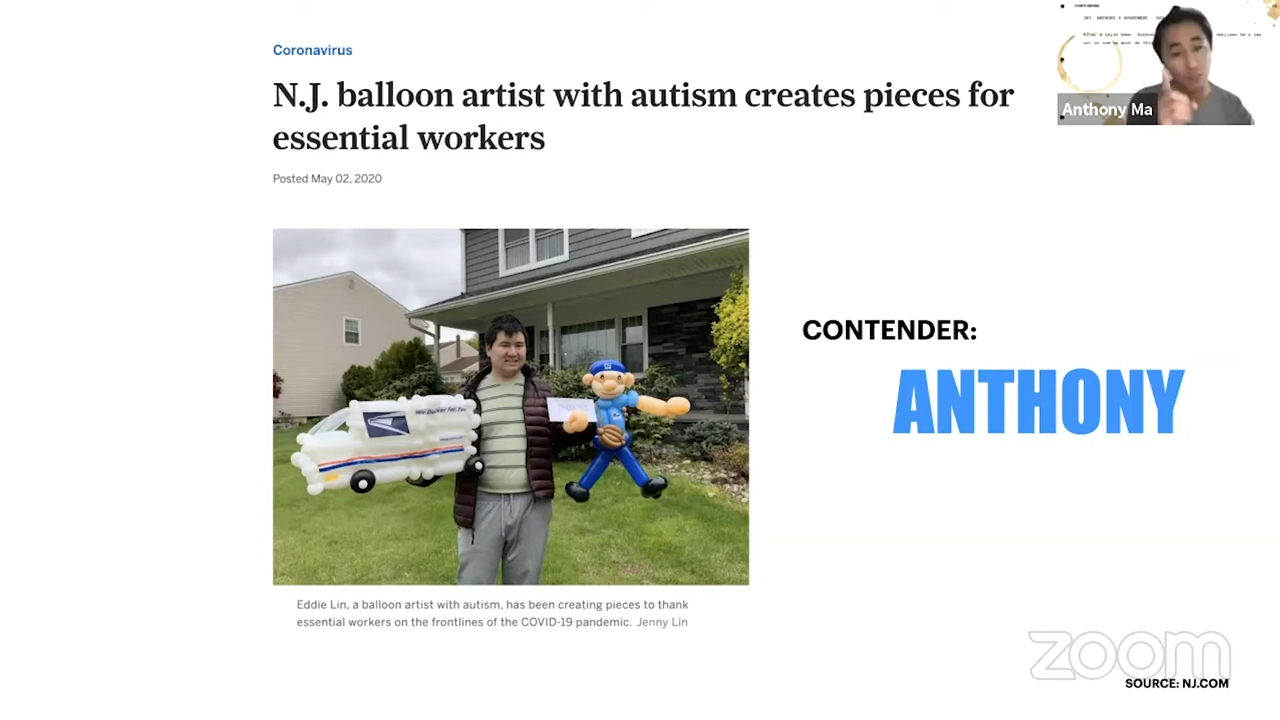 Coronavirus
N.J. balloon artist with autism creates pieces for
essential workers
Posted May 02, 2020
Anthony Ma
CONTENDER:
ANTHONY
Eddie Lin, a balloon artist with autism, has been creating pieces to thank
essential workers on the frontlines of the COVID-19 pandemic. Jenny Lin
zoom
SOURCE: NJ.COM